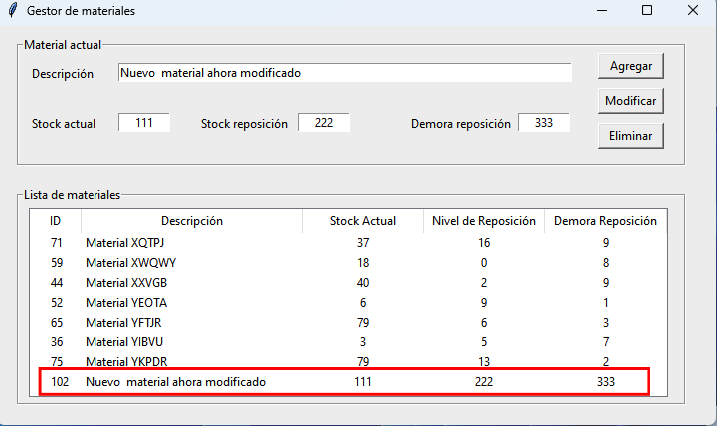 Gestor de materiales
Material actual
Descripción Nuevo  material ahora modificado Agregar
Modificar
Stock actual 111 Stock reposición 222 Demora reposición 333
Eliminar
Lista de materiales
ID Descripción Stock Actual Nivel de Reposición Demora Reposición
71 Material XQTPJ 37 16 9
59 Material XWQWY 18 0 8
44 Material XXVGB 40 2 9
52 Material YEOTA 6 9 1
65 Material YFTJR 79 6 3
36 Material YIBVU 3 5 7
75 Material YKPDR 79 13 2
102 Nuevo  material ahora modificado 111 222 333